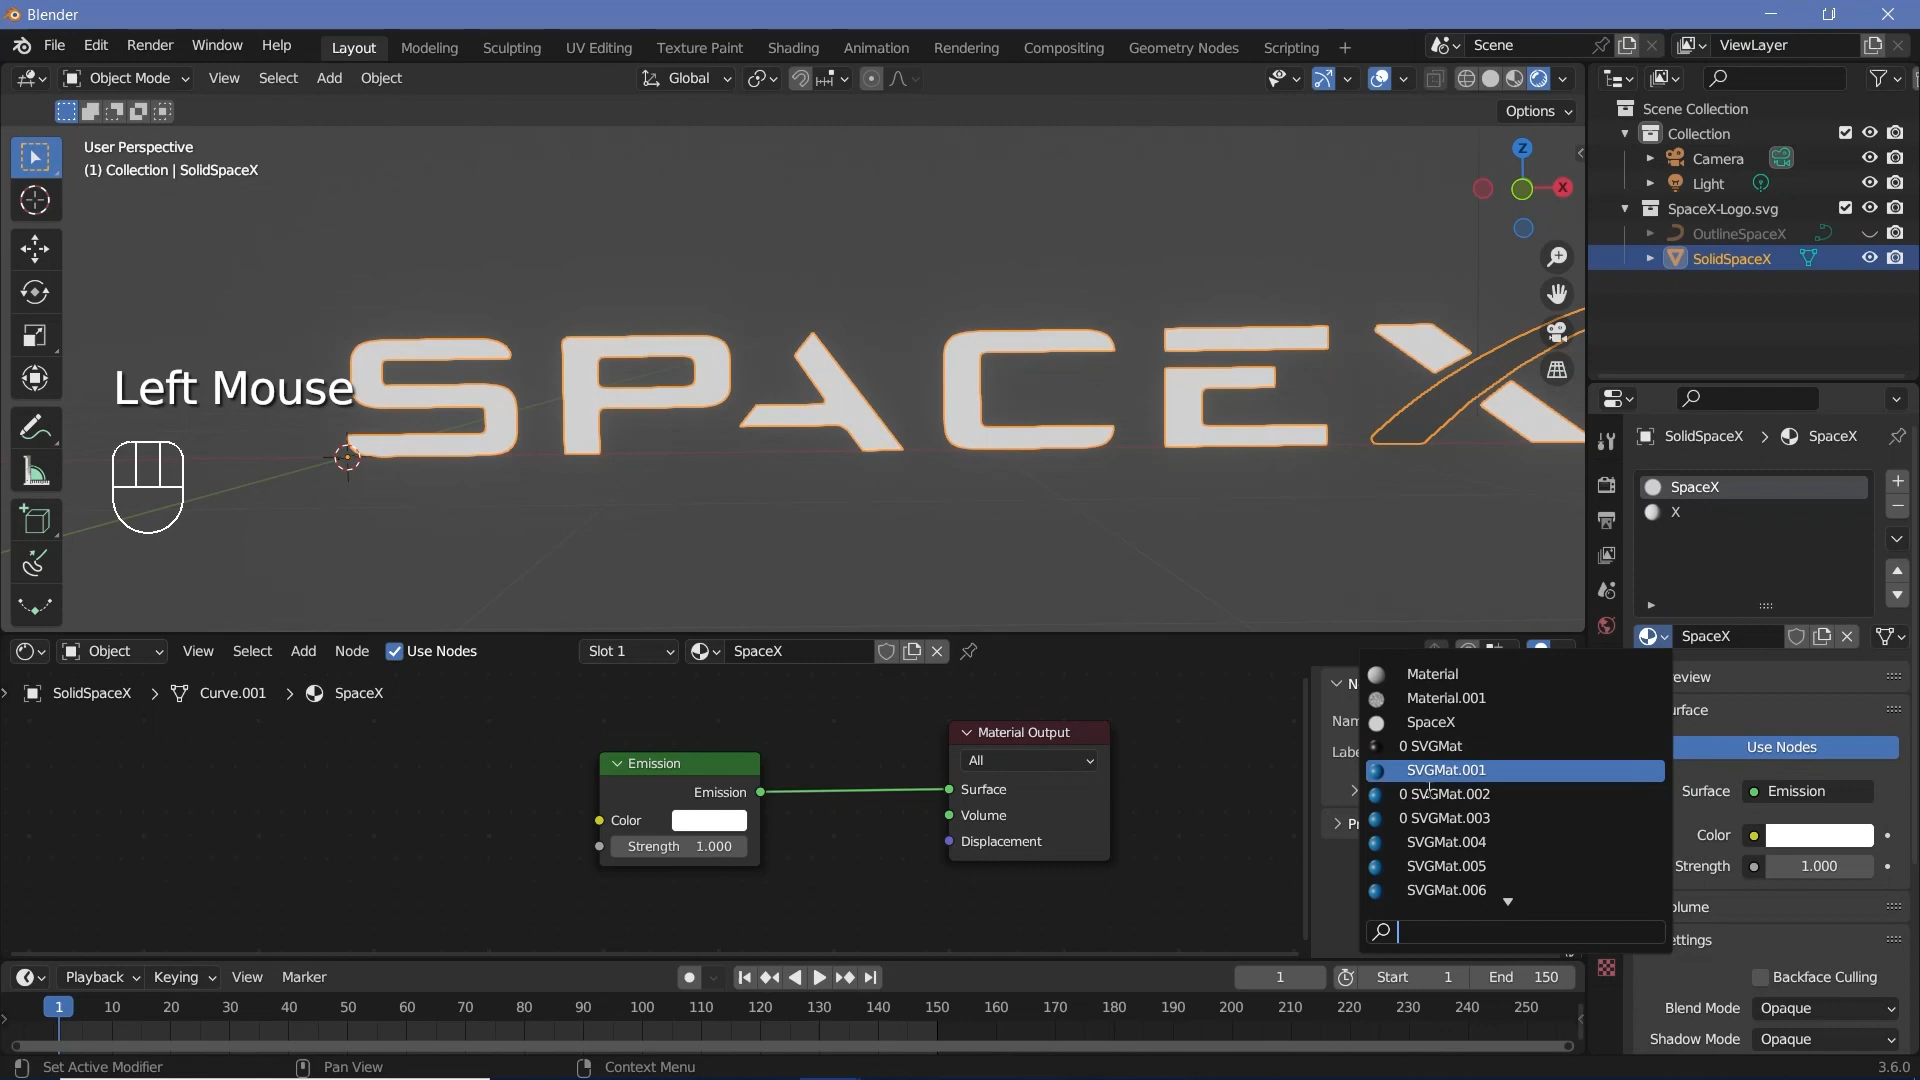 Blender
File Edit Render Window Help Layout Modeling Sculpting UV Editing Texture Paint Shading Animation Rendering Compositing Geometry Nodes Scripting + Scene ViewLayer
Object Mode View Select Add Object Global
Options
User Perspective
(1) Collection | SolidSpaceX
Z
X
Scene Collection
Collection
Camera
Light
SpaceX-Logo.svg
OutlineSpaceX
SolidSpaceX
SPACEX
Left Mouse
SolidSpaceX > SpaceX
SpaceX
X
SpaceX
Object View Select Add Node Use Nodes Slot 1 SpaceX
SolidSpaceX > Curve.001 > SpaceX
Emission
Emission
Color
Strength 1.000
Material Output
All
Surface
Volume
Displacement
N
Nam
Labe
Pr
Material
Material.001
SpaceX
0 SVGMat
SVGMat.001
0 SVGMat.002
0 SVGMat.003
SVGMat.004
SVGMat.005
SVGMat.006
review
urface
Use Nodes
Surface Emission
Color
Strength 1.000
olume
ettings
Backface Culling
Blend Mode Opaque
Shadow Mode Opaque
Playback Keying View Marker 1 Start 1 End 150
1 10 20 30 40 50 60 70 80 90 100 110 120 130 140 150 160 170 180 190 200 210 220 230 240 250
Set Active Modifier Pan View Context Menu 3.6.0